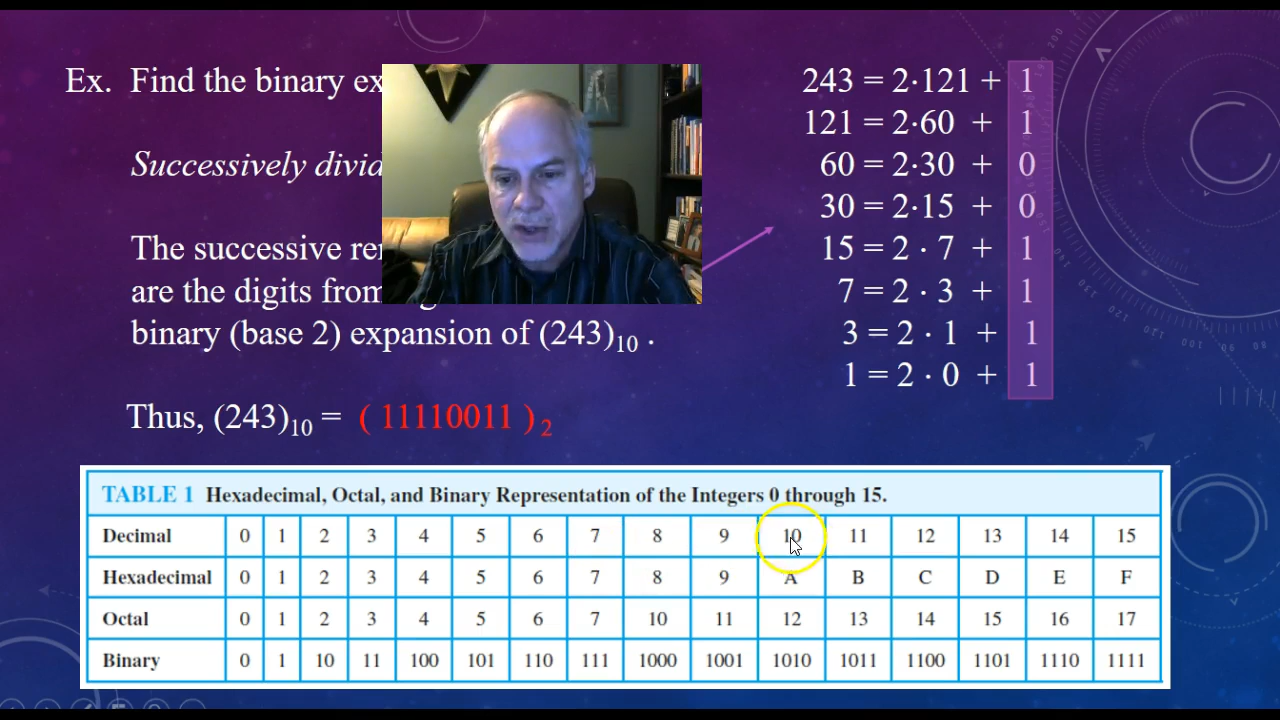 Ex. Find the binary ex
Successively divid
The successive re
are the digits from
binary (base 2) expansion of (243)₁₀ .
Thus, (243)₁₀ = ( 11110011 )₂
243 = 2·121 + 1
121 = 2·60 + 1
60 = 2·30 + 0
30 = 2·15 + 0
15 = 2 · 7 + 1
7 = 2 · 3 + 1
3 = 2 · 1 + 1
1 = 2 · 0 + 1
TABLE 1 Hexadecimal, Octal, and Binary Representation of the Integers 0 through 15.
Decimal 0 1 2 3 4 5 6 7 8 9 10 11 12 13 14 15
Hexadecimal 0 1 2 3 4 5 6 7 8 9 A B C D E F
Octal 0 1 2 3 4 5 6 7 10 11 12 13 14 15 16 17
Binary 0 1 10 11 100 101 110 111 1000 1001 1010 1011 1100 1101 1110 1111